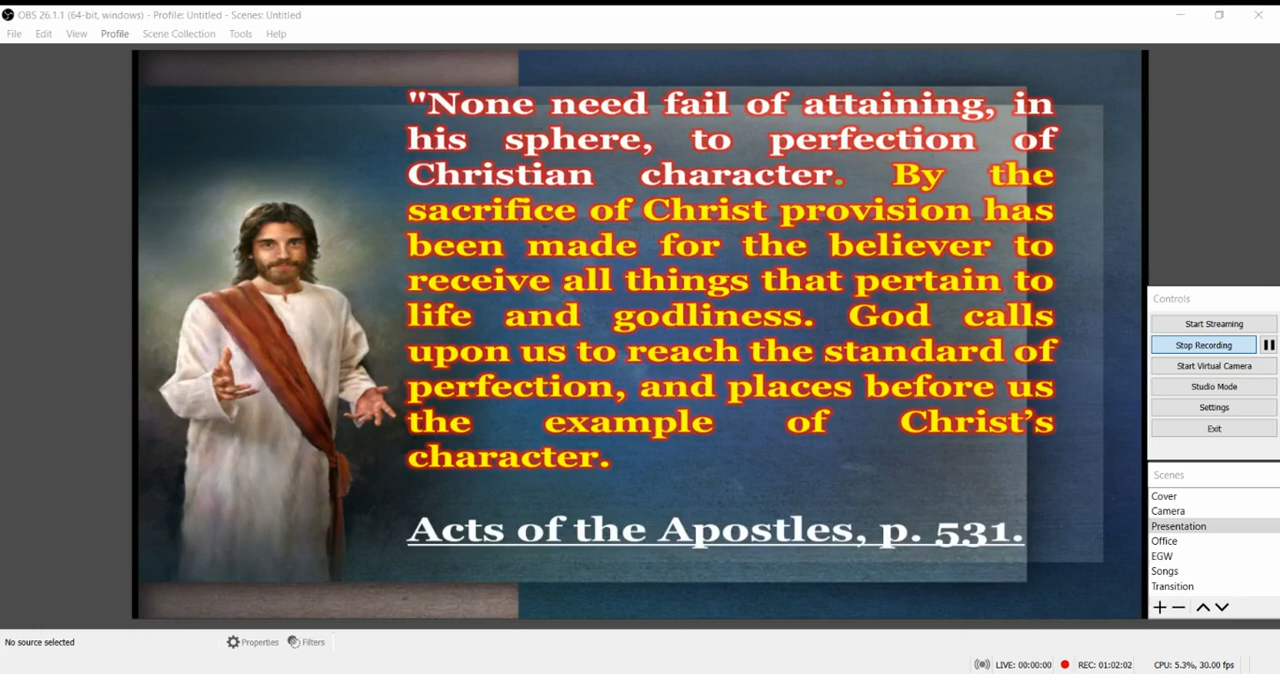 OBS 26.1.1 (64-bit, windows) - Profile: Untitled - Scenes: Untitled
File Edit View Profile Scene Collection Tools Help
"None need fail of attaining, in
his sphere, to perfection of
Christian character. By the
sacrifice of Christ provision has
been made for the believer to
receive all things that pertain to
life and godliness. God calls
upon us to reach the standard of
perfection, and places before us
the example of Christ’s
character.
Acts of the Apostles, p. 531.
Controls
Start Streaming
Stop Recording
Start Virtual Camera
Studio Mode
Settings
Exit
Scenes
Cover
Camera
Presentation
Office
EGW
Songs
Transition
No source selected Properties Filters
LIVE: 00:00:00 REC: 01:02:02 CPU: 5.3%, 30.00 fps